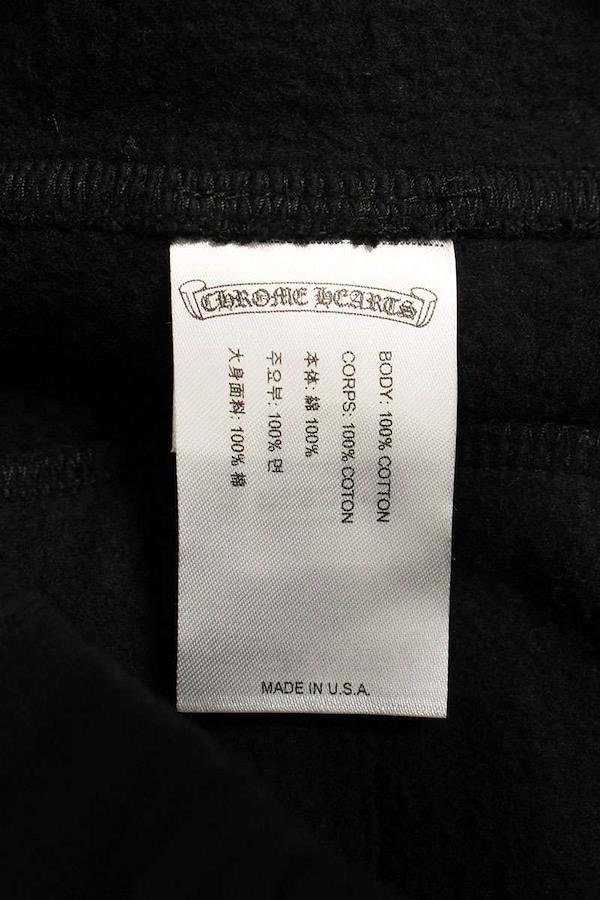 CHROME HEARTS
BODY: 100% COTTON
CORPS: 100% COTON
本体: 綿 100%
주요부: 100% 면
大身面料: 100% 棉
MADE IN U.S.A.